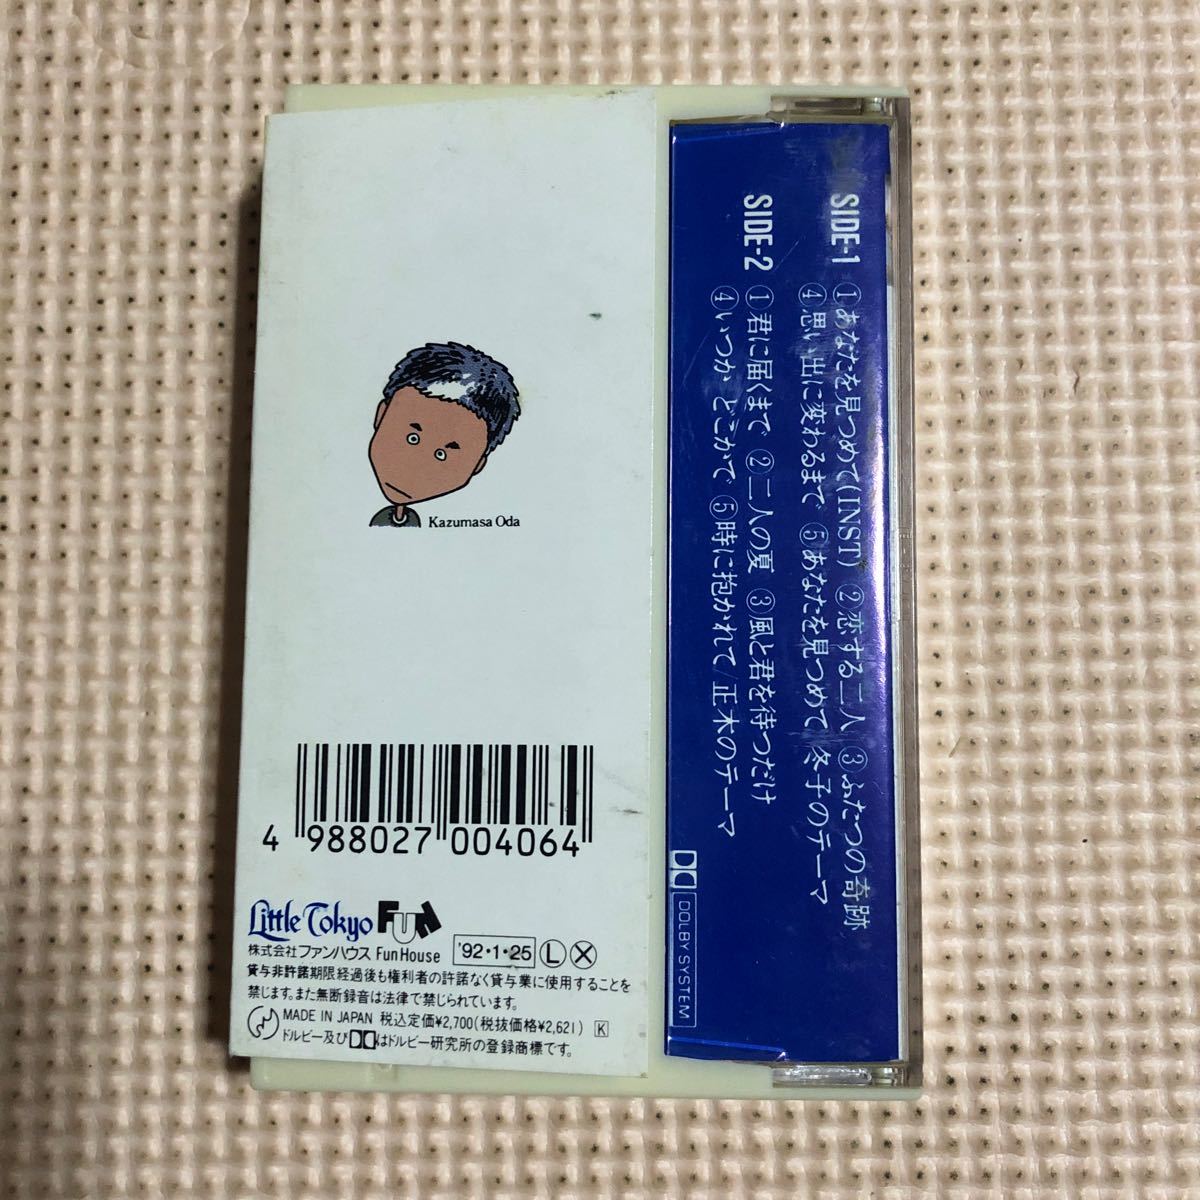 Kazumasa Oda
4 988027 004064
Little Tokyo FUN
株式会社ファンハウス Fun House '92・1・25 L X
貸与非許諾期限経過後も権利者の許諾なく貸与業に使用することを
禁じます。また無断録音は法律で禁じられています。
MADE IN JAPAN 税込定価¥2,700(税抜価格¥2,621) K
ドルビー及びはドルビー研究所の登録商標です。
SIDE-1 ①あなたを見つめて(INST) ②恋する二人 ③ふたつの奇跡
④思い出に変わるまで ⑤あなたを見つめて 冬子のテーマ
SIDE-2 ①君に届くまで ②二人の夏 ③風と君を待つだけ
④いつか どこかで ⑤時に抱かれて/正木のテーマ
DOLBY SYSTEM